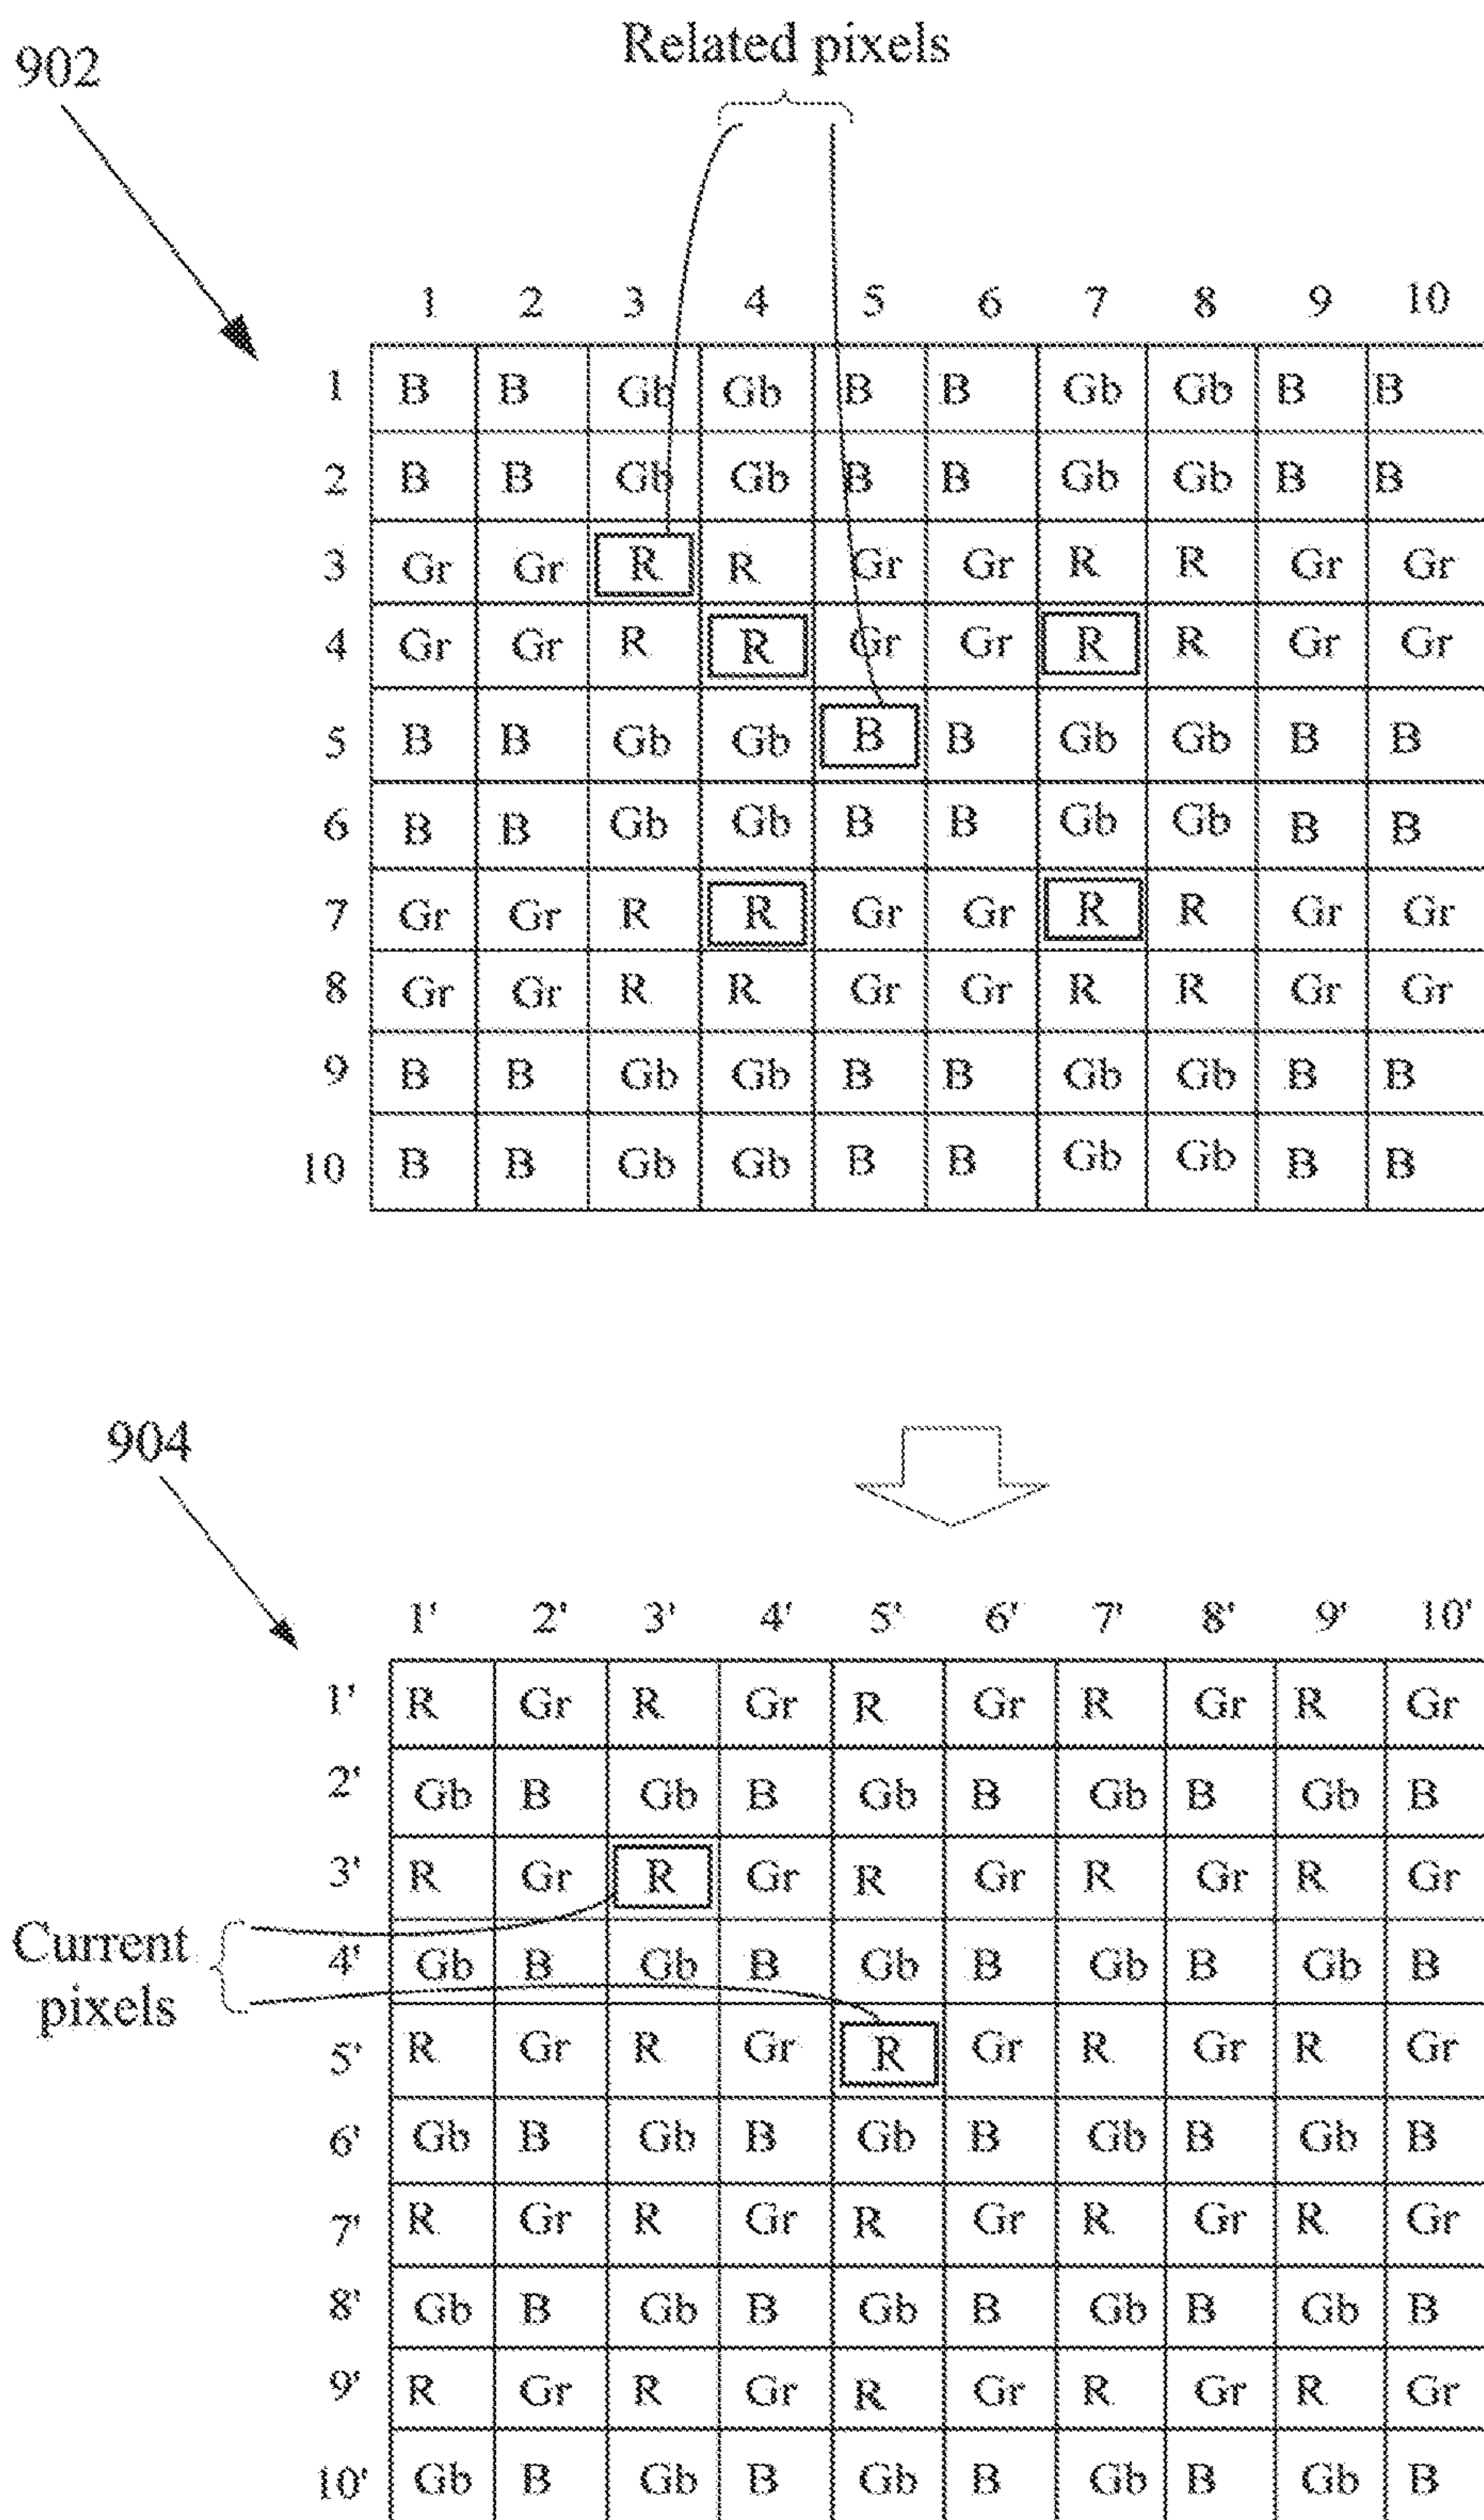 902
Related pixels
1 2 3 4 5 6 7 8 9 10
1 B B Gb Gb B B Gb Gb B B
2 B B Gb Gb B B Gb Gb B B
3 Gr Gr R R Gr Gr R R Gr Gr
4 Gr Gr R R Gr Gr R R Gr Gr
5 B B Gb Gb B B Gb Gb B B
6 B B Gb Gb B B Gb Gb B B
7 Gr Gr R R Gr Gr R R Gr Gr
8 Gr Gr R R Gr Gr R R Gr Gr
9 B B Gb Gb B B Gb Gb B B
10 B B Gb Gb B B Gb Gb B B
904
1' 2' 3' 4' 5' 6' 7' 8' 9' 10'
1' R Gr R Gr R Gr R Gr R Gr
2' Gb B Gb B Gb B Gb B Gb B
3' R Gr R Gr R Gr R Gr R Gr
Current
pixels
4' Gb B Gb B Gb B Gb B Gb B
5' R Gr R Gr R Gr R Gr R Gr
6' Gb B Gb B Gb B Gb B Gb B
7' R Gr R Gr R Gr R Gr R Gr
8' Gb B Gb B Gb B Gb B Gb B
9' R Gr R Gr R Gr R Gr R Gr
10' Gb B Gb B Gb B Gb B Gb B